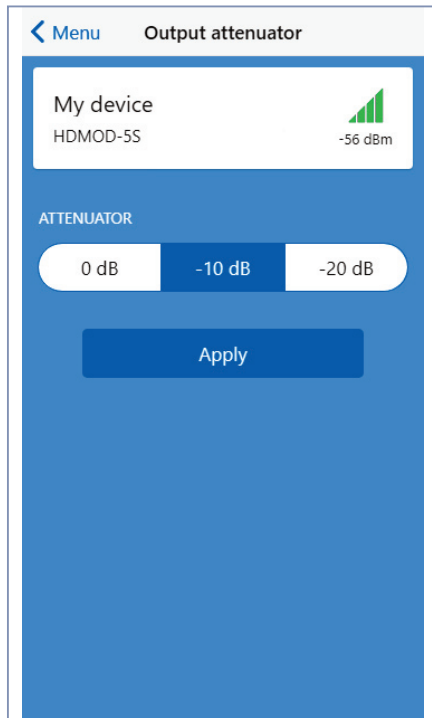 Menu Output attenuator
My device
HDMOD-5S
-56 dBm
ATTENUATOR
0 dB -10 dB -20 dB
Apply